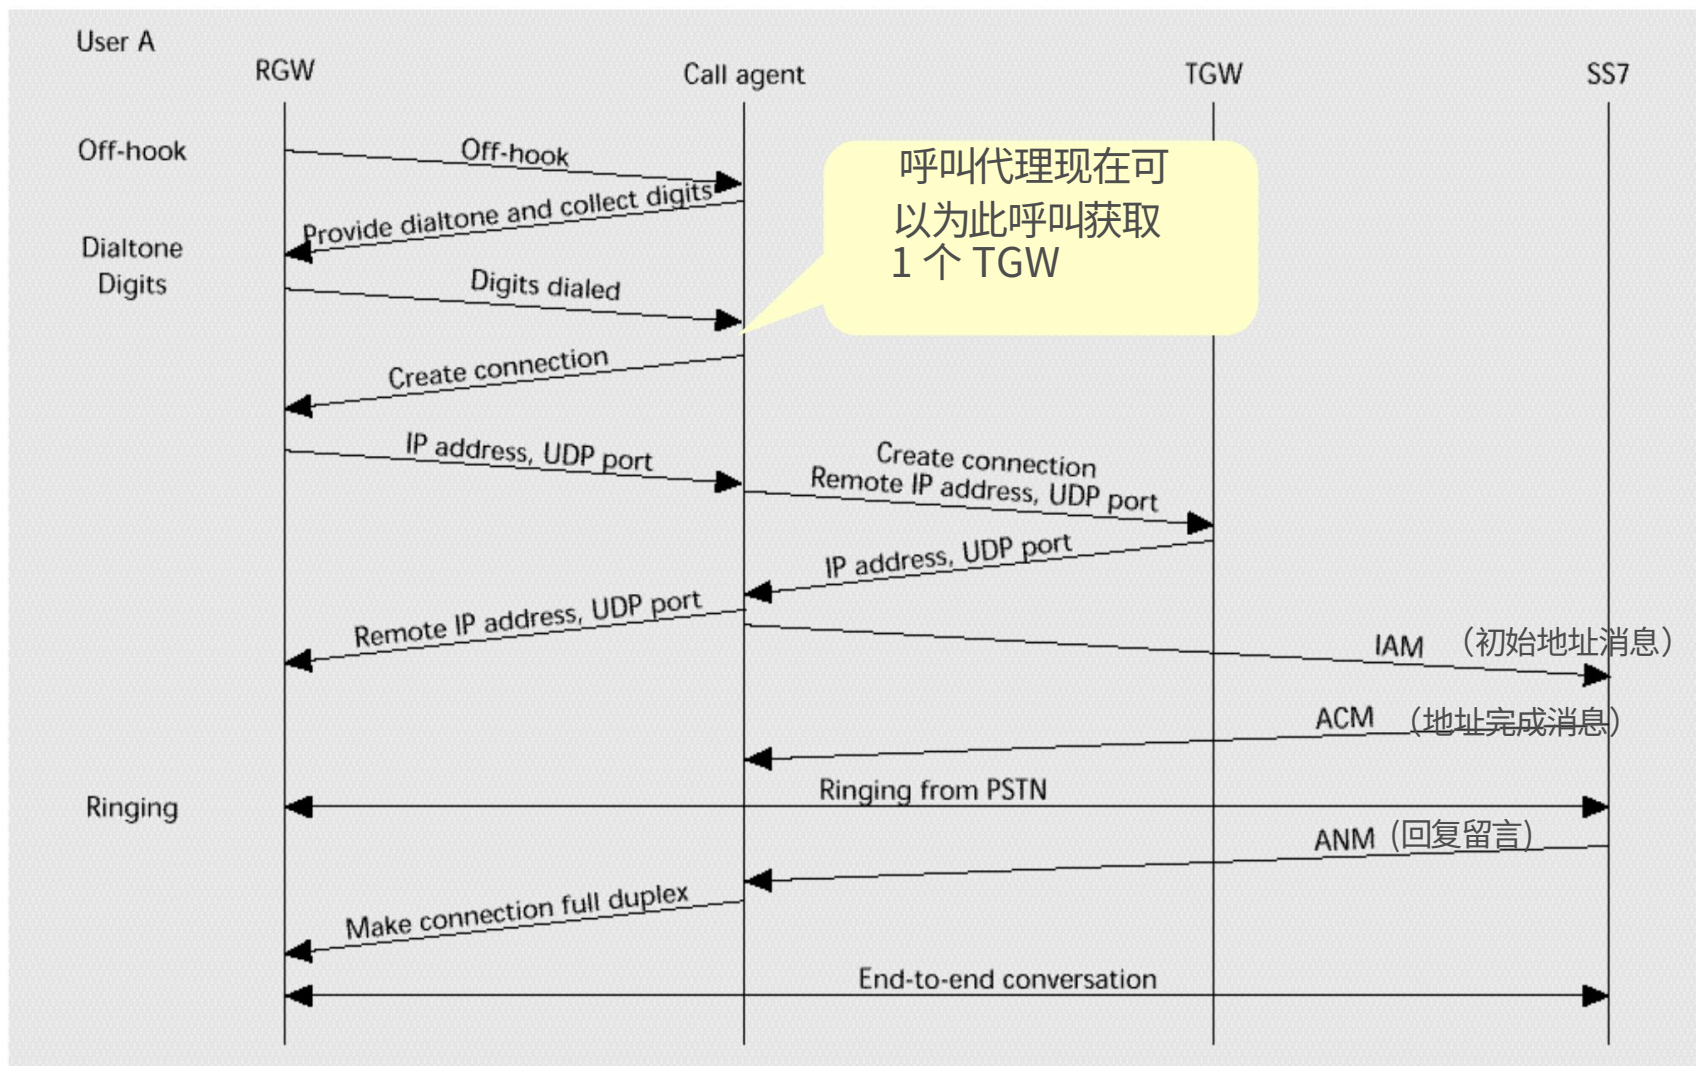 User A
RGW
Call agent
TGW
SS7
Off-hook
Off-hook
呼叫代理现在可
以为此呼叫获取
1 个 TGW
Provide dialtone and collect digits
Dialtone
Digits
Digits dialed
Create connection
IP address, UDP port
Create connection
Remote IP address, UDP port
IP address, UDP port
Remote IP address, UDP port
IAM （初始地址消息）
ACM （地址完成消息）
Ringing from PSTN
Ringing
ANM (回复留言)
Make connection full duplex
End-to-end conversation